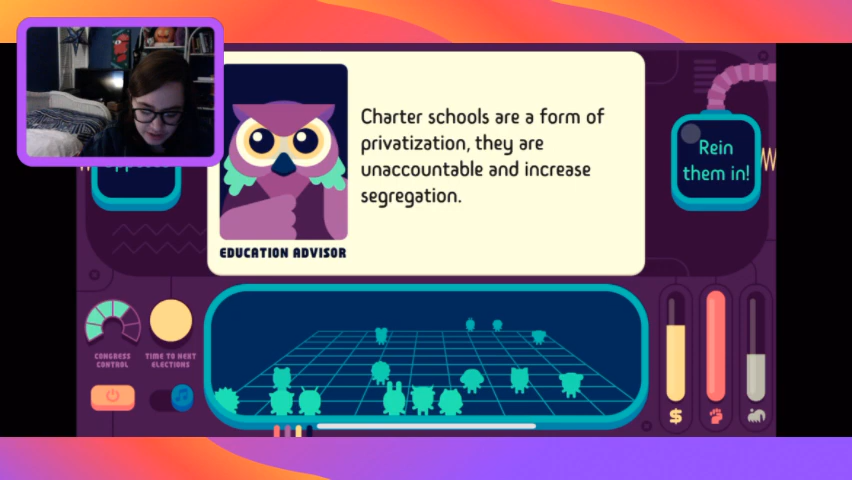 Charter schools are a form of
privatization, they are
unaccountable and increase
segregation.
EDUCATION ADVISOR
Rein
them in!
CONGRESS
CONTROL
TIME TO NEXT
ELECTIONS
$